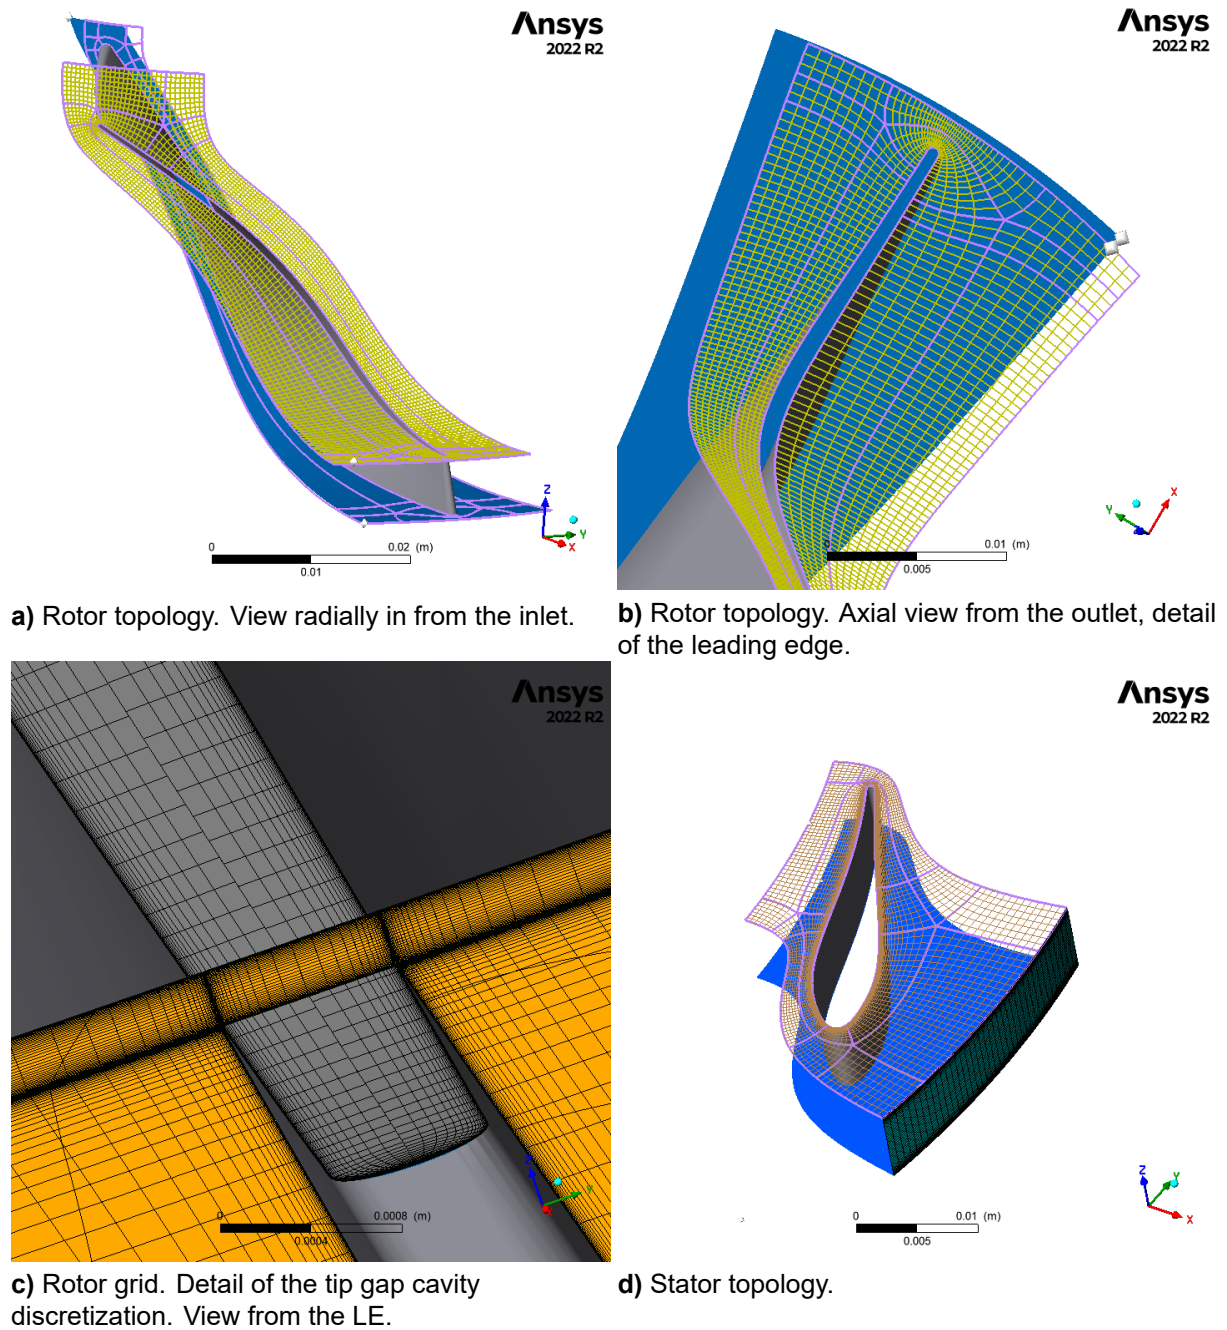 Ansys
2022 R2
Z
Y
X
0
0.02 (m)
0.01
a) Rotor topology. View radially in from the inlet.
Ansys
2022 R2
X
Y
Z
0
0.01 (m)
0.005
b) Rotor topology. Axial view from the outlet, detail
of the leading edge.
Ansys
2022 R2
Z
Y
X
0
0.0008 (m)
0.0004
c) Rotor grid. Detail of the tip gap cavity
discretization. View from the LE.
Ansys
2022 R2
Z
Y
X
0
0.01 (m)
0.005
d) Stator topology.